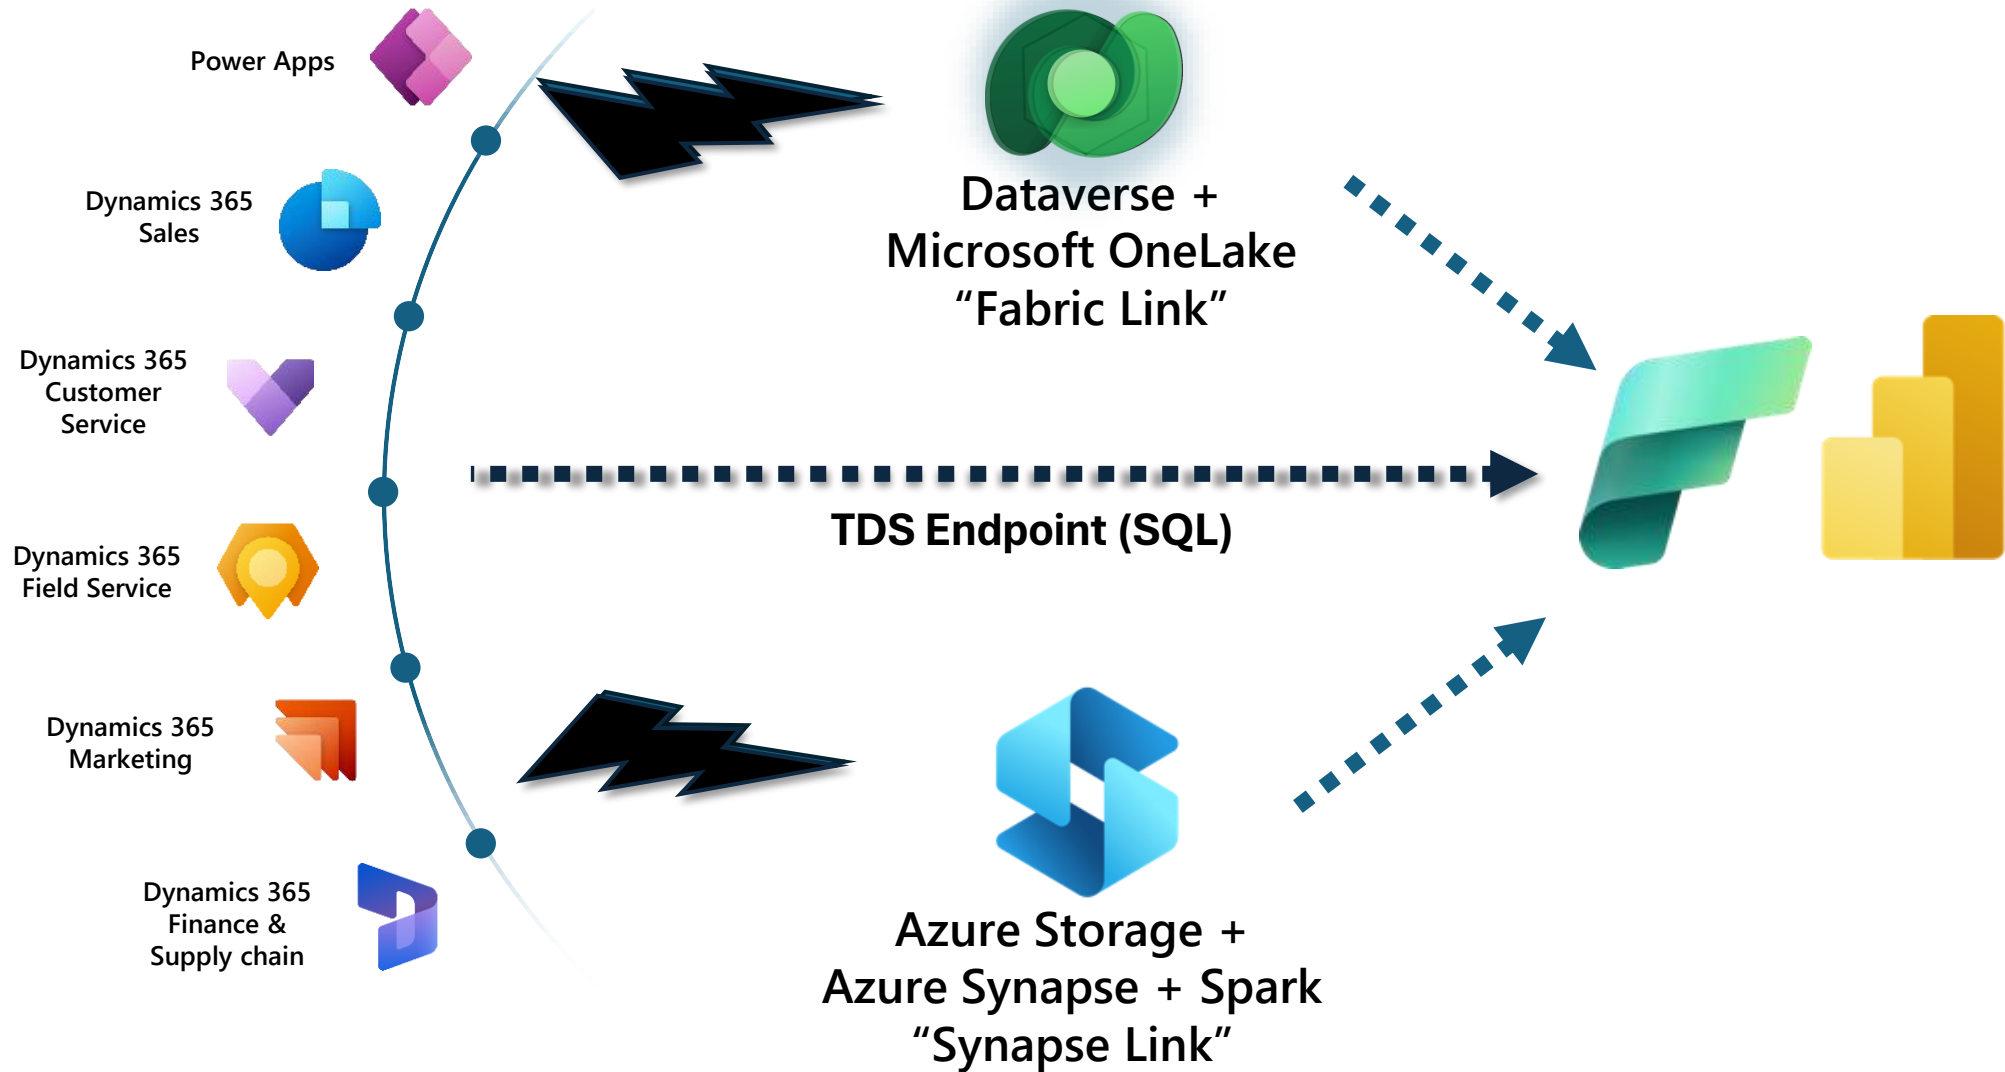 Power Apps
Dynamics 365
Sales
Dynamics 365
Customer
Service
Dynamics 365
Field Service
Dynamics 365
Marketing
Dynamics 365
Finance &
Supply chain
Dataverse +
Microsoft OneLake
“Fabric Link”
TDS Endpoint (SQL)
Azure Storage +
Azure Synapse + Spark
“Synapse Link”